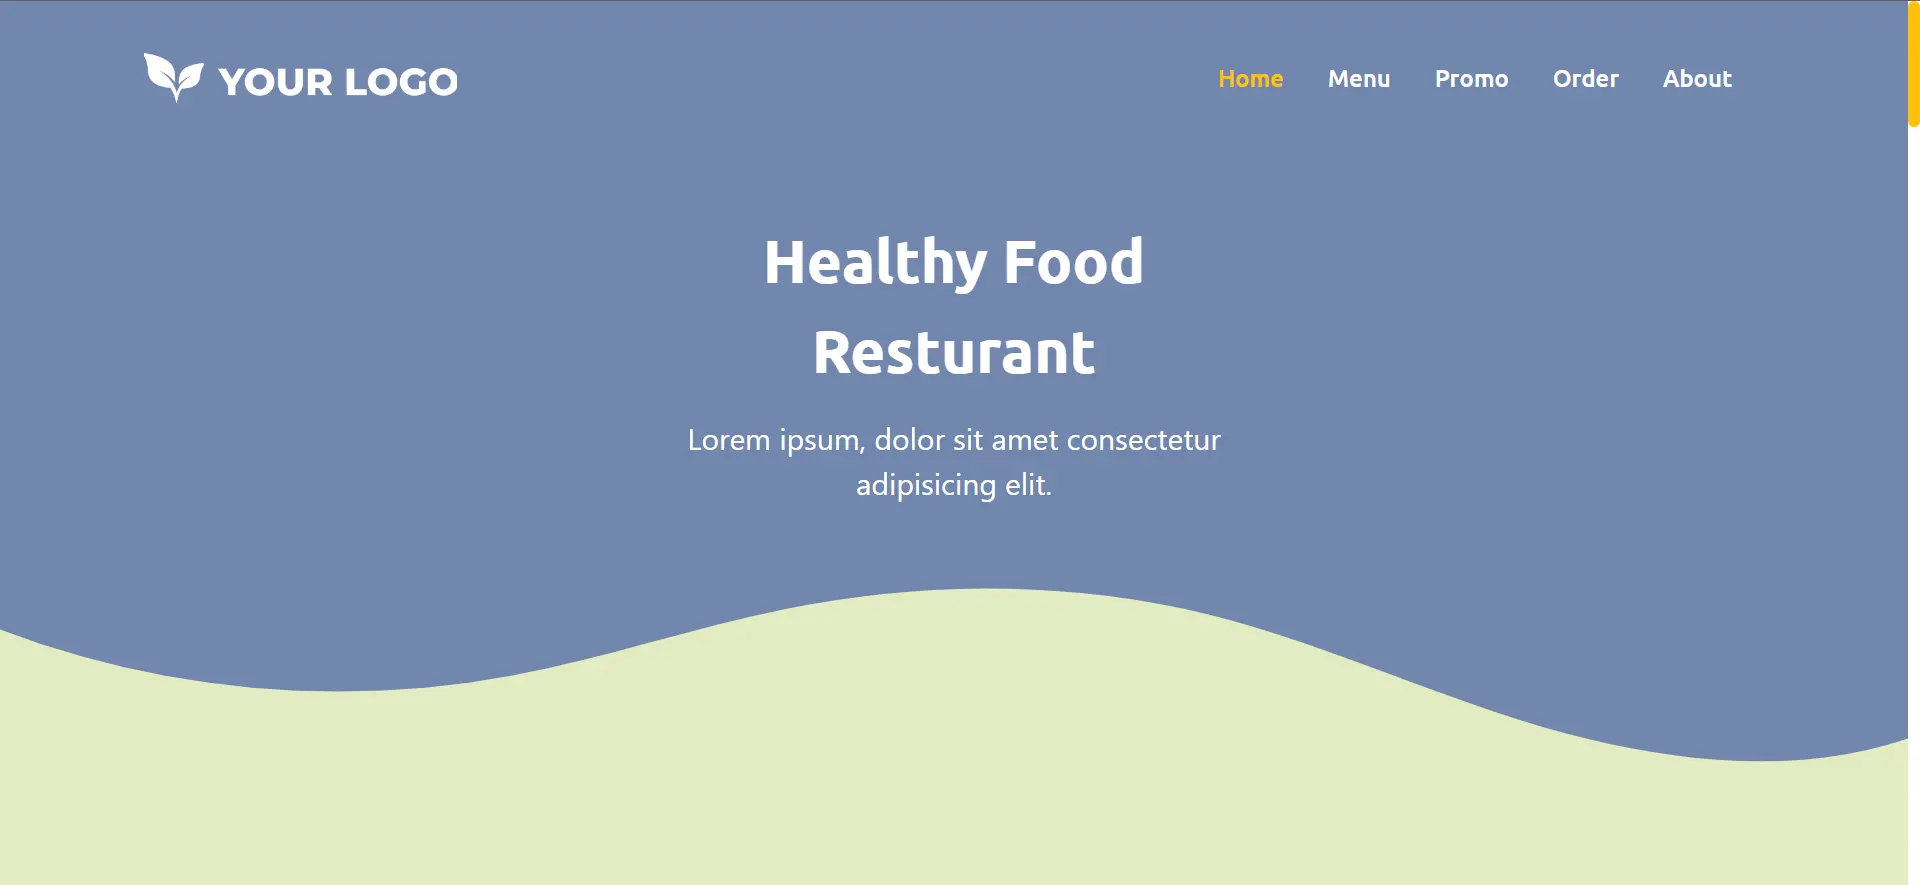 YOUR LOGO
Home Menu Promo Order About
Healthy Food
Resturant
Lorem ipsum, dolor sit amet consectetur
adipisicing elit.